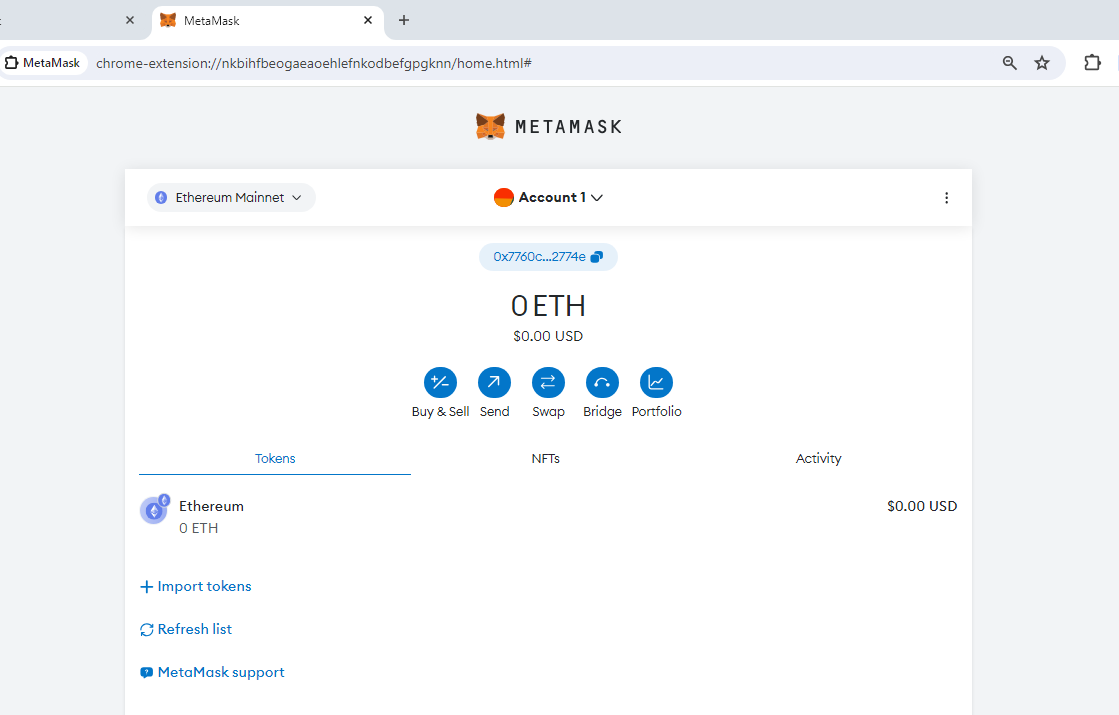 MetaMask
MetaMask chrome-extension://nkbihfbeogaeaoehlefnkodbefgpgknn/home.html#
METAMASK
Ethereum Mainnet Account 1
0x7760c...2774e
0 ETH
$0.00 USD
Buy & Sell Send Swap Bridge Portfolio
Tokens NFTs Activity
Ethereum $0.00 USD
0 ETH
+ Import tokens
Refresh list
MetaMask support